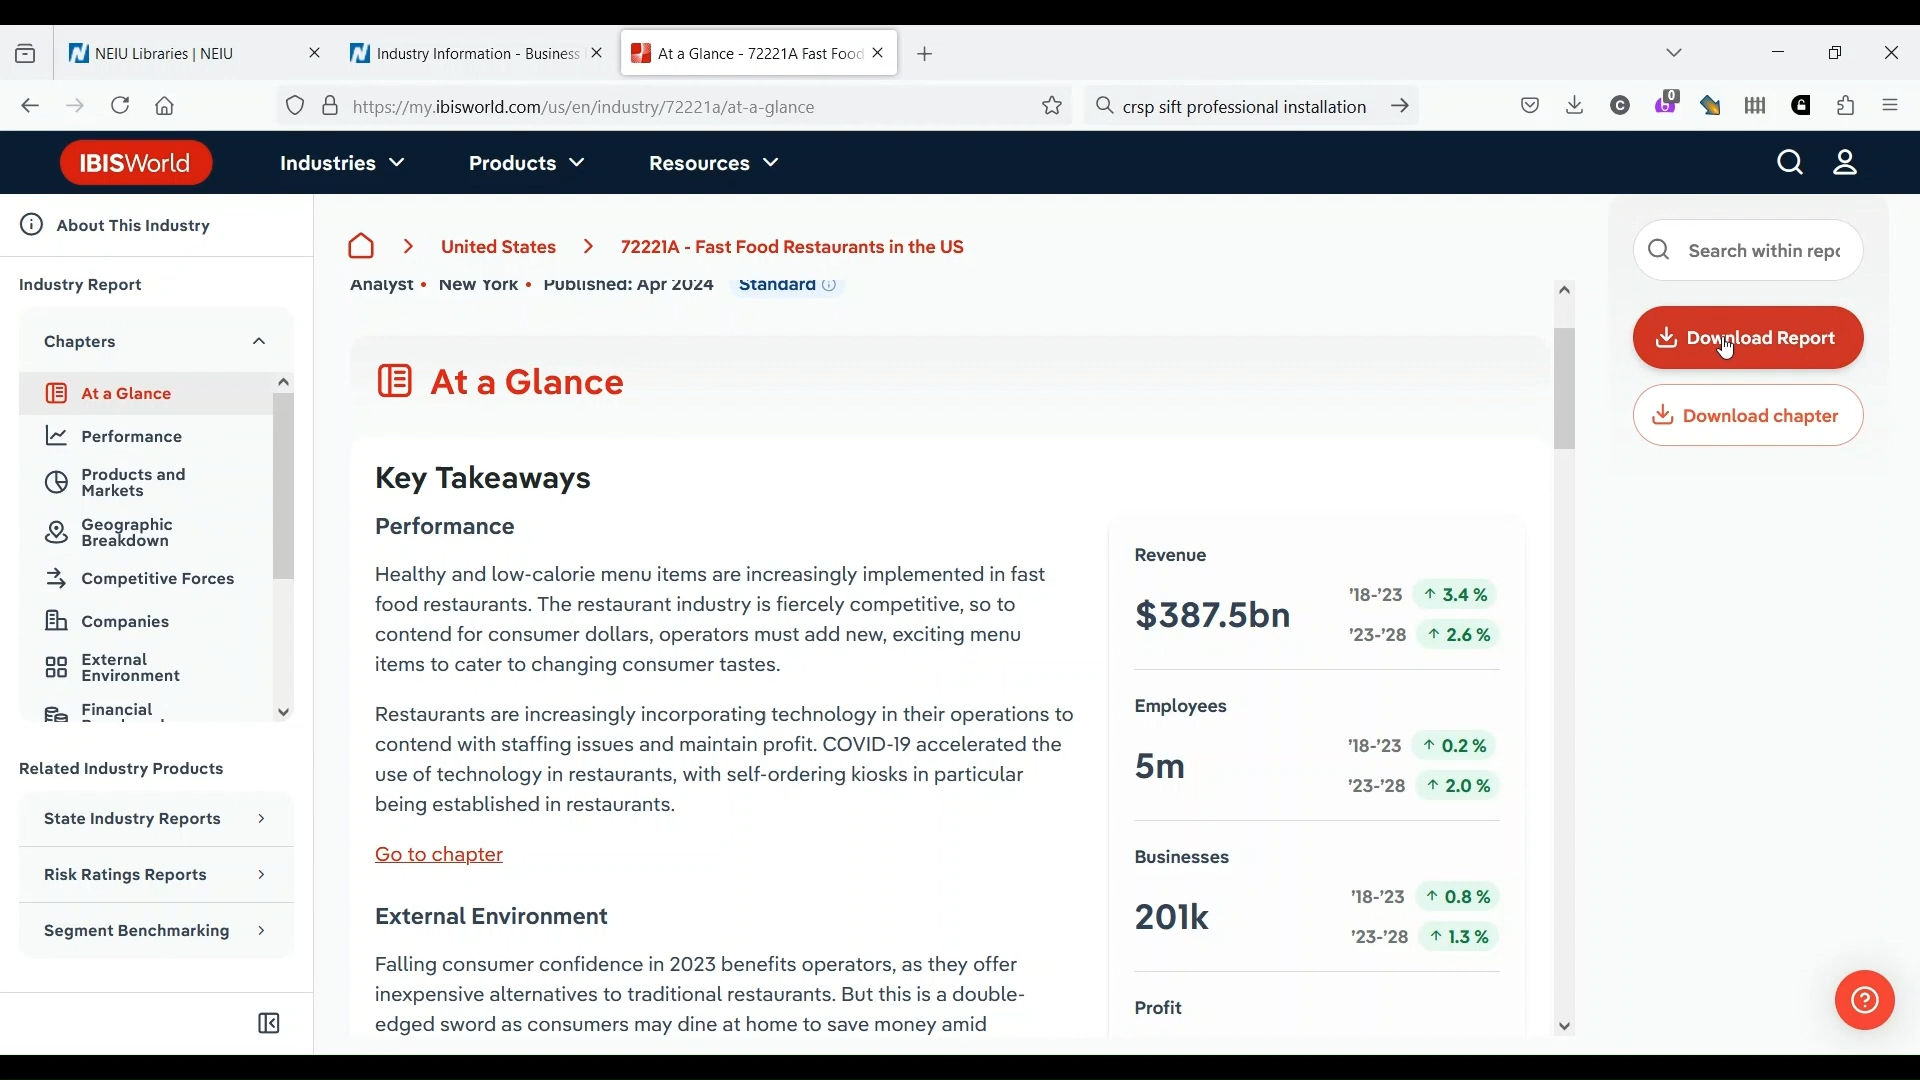 NEIU Libraries | NEIU
Industry Information - Business
At a Glance - 72221A Fast Food
https://my.ibisworld.com/us/en/industry/72221a/at-a-glance
crsp sift professional installation
C
0
IBISWorld
Industries
Products
Resources
About This Industry
Industry Report
Chapters
At a Glance
Performance
Products and
Markets
Geographic
Breakdown
Competitive Forces
Companies
External
Environment
Financial
Related Industry Products
State Industry Reports
Risk Ratings Reports
Segment Benchmarking
United States > 72221A - Fast Food Restaurants in the US
Analyst • New York • Published: Apr 2024 Standard
At a Glance
Key Takeaways
Performance
Healthy and low-calorie menu items are increasingly implemented in fast
food restaurants. The restaurant industry is fiercely competitive, so to
contend for consumer dollars, operators must add new, exciting menu
items to cater to changing consumer tastes.
Restaurants are increasingly incorporating technology in their operations to
contend with staffing issues and maintain profit. COVID-19 accelerated the
use of technology in restaurants, with self-ordering kiosks in particular
being established in restaurants.
Go to chapter
External Environment
Falling consumer confidence in 2023 benefits operators, as they offer
inexpensive alternatives to traditional restaurants. But this is a double-
edged sword as consumers may dine at home to save money amid
Revenue
$387.5bn
'18-'23 ↑ 3.4 %
'23-'28 ↑ 2.6 %
Employees
5m
'18-'23 ↑ 0.2 %
'23-'28 ↑ 2.0 %
Businesses
201k
'18-'23 ↑ 0.8 %
'23-'28 ↑ 1.3 %
Profit
Search within repo
Download Report
Download chapter